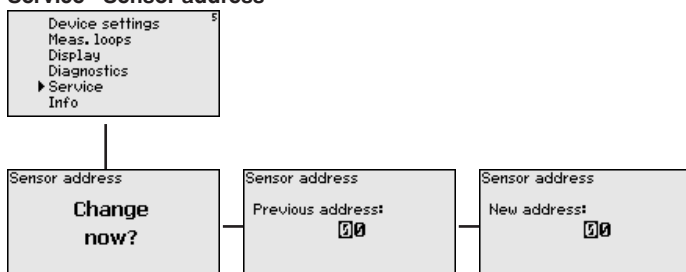 Service - Sensor address
Device settings
5
Meas. loops
Display
Diagnostics
Service
Info
Sensor address
Change
now?
Sensor address
Previous address:
00
Sensor address
New address:
00